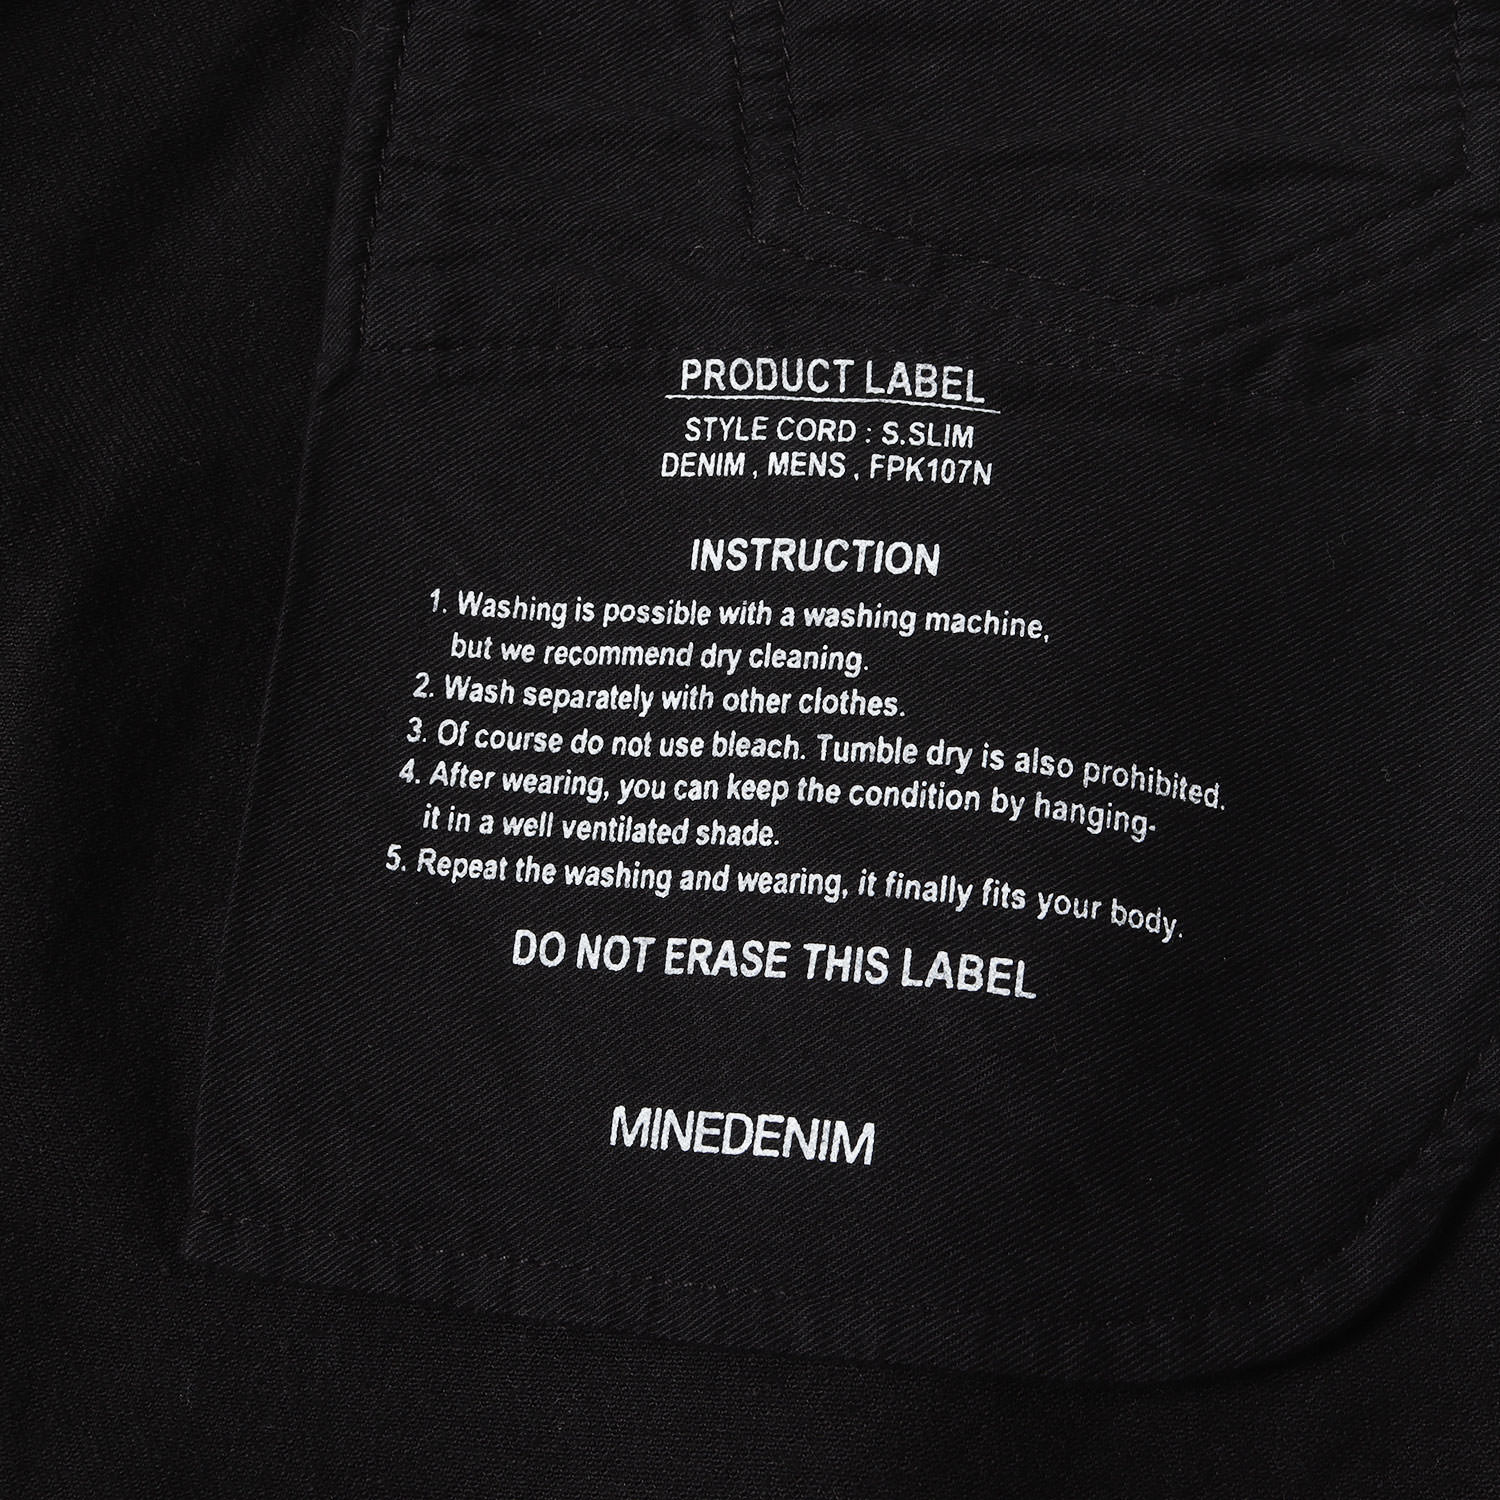 PRODUCT LABEL
STYLE CORD : S.SLIM
DENIM , MENS , FPK107N
INSTRUCTION
1. Washing is possible with a washing machine,
but we recommend dry cleaning.
2. Wash separately with other clothes.
3. Of course do not use bleach. Tumble dry is also prohibited.
4. After wearing, you can keep the condition by hanging-
it in a well ventilated shade.
5. Repeat the washing and wearing, it finally fits your body.
DO NOT ERASE THIS LABEL
MINEDENIM